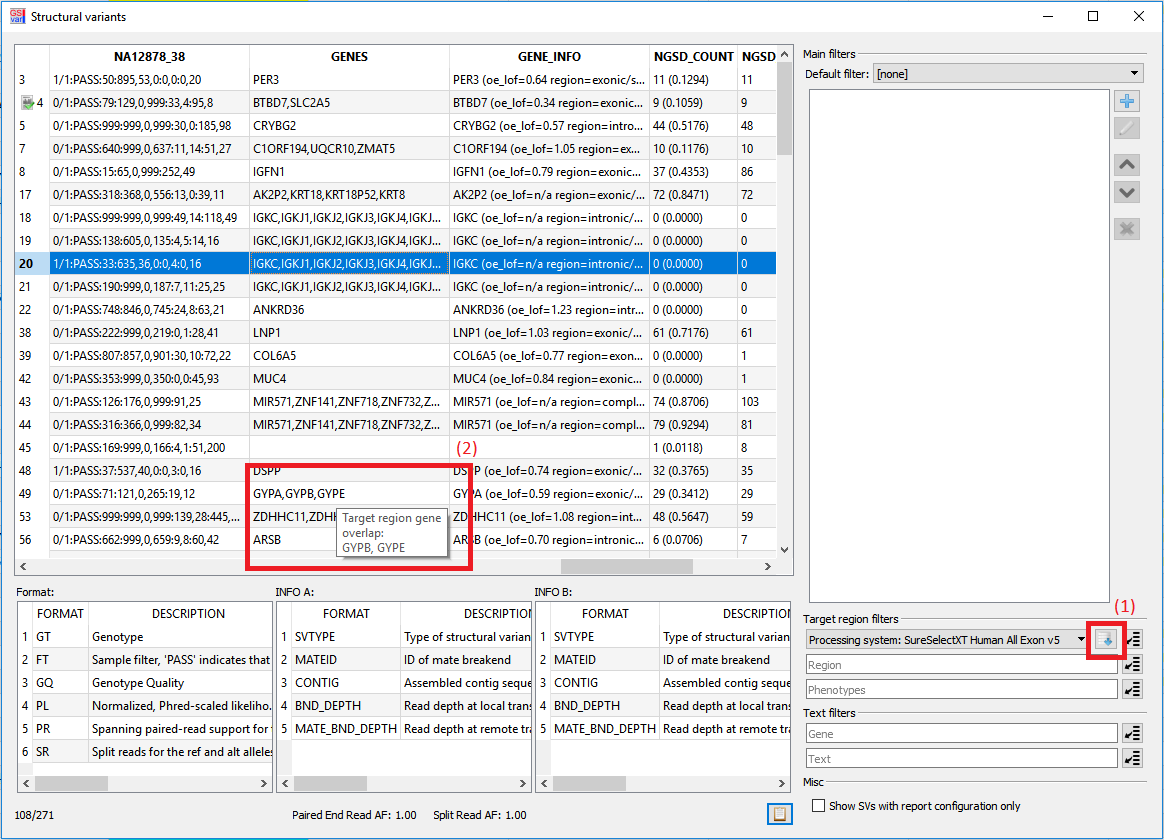 GSvar Structural variants
NA12878_38 GENES GENE_INFO NGSD_COUNT NGSD
3 1/1:PASS:50:895,53,0:0,0:0,20 PER3 PER3 (oe_lof=0.64 region=exonic/s... 11 (0.1294) 11
4 0/1:PASS:79:129,0,999:33,4:95,8 BTBD7,SLC2A5 BTBD7 (oe_lof=0.34 region=exonic... 9 (0.1059) 9
5 0/1:PASS:999:999,0,999:30,0:185,98 CRYBG2 CRYBG2 (oe_lof=0.57 region=intro... 44 (0.5176) 48
7 0/1:PASS:640:999,0,637:11,14:51,27 C1ORF194,UQCR10,ZMAT5 C1ORF194 (oe_lof=1.05 region=ex... 10 (0.1176) 10
8 0/1:PASS:15:65,0,999:252,49 IGFN1 IGFN1 (oe_lof=0.79 region=exonic... 37 (0.4353) 86
17 0/1:PASS:318:368,0,556:13,0:39,11 AK2P2,KRT18,KRT18P52,KRT8 AK2P2 (oe_lof=n/a region=exonic... 72 (0.8471) 72
18 0/1:PASS:999:999,0,999:49,14:118,49 IGKC,IGKJ1,IGKJ2,IGKJ3,IGKJ4,IGKJ... IGKC (oe_lof=n/a region=intronic/... 0 (0.0000) 0
19 0/1:PASS:138:605,0,135:4,5:14,16 IGKC,IGKJ1,IGKJ2,IGKJ3,IGKJ4,IGKJ... IGKC (oe_lof=n/a region=intronic/... 0 (0.0000) 0
20 1/1:PASS:33:635,36,0:0,4:0,16 IGKC,IGKJ1,IGKJ2,IGKJ3,IGKJ4,IGKJ... IGKC (oe_lof=n/a region=intronic/... 0 (0.0000) 0
21 0/1:PASS:190:999,0,187:7,11:25,25 IGKC,IGKJ1,IGKJ2,IGKJ3,IGKJ4,IGKJ... IGKC (oe_lof=n/a region=intronic/... 0 (0.0000) 0
22 0/1:PASS:748:846,0,745:24,8:63,21 ANKRD36 ANKRD36 (oe_lof=1.23 region=intr... 0 (0.0000) 0
38 0/1:PASS:222:999,0,219:0,1:28,41 LNP1 LNP1 (oe_lof=1.03 region=exonic/... 61 (0.7176) 61
39 0/1:PASS:807:857,0,901:30,10:72,22 COL6A5 COL6A5 (oe_lof=0.77 region=exon... 0 (0.0000) 1
42 0/1:PASS:353:999,0,350:0,0:45,93 MUC4 MUC4 (oe_lof=0.84 region=exonic... 0 (0.0000) 1
43 0/1:PASS:126:176,0,999:91,25 MIR571,ZNF141,ZNF718,ZNF732,Z... MIR571 (oe_lof=n/a region=compl... 74 (0.8706) 103
44 0/1:PASS:316:366,0,999:82,34 MIR571,ZNF141,ZNF718,ZNF732,Z... MIR571 (oe_lof=n/a region=compl... 79 (0.9294) 81
45 0/1:PASS:169:999,0,166:4,1:51,200 1 (0.0118) 8
(2)
48 1/1:PASS:37:537,40,0:0,3:0,16 DSPP DSPP (oe_lof=0.74 region=exonic/... 32 (0.3765) 35
49 0/1:PASS:71:121,0,265:19,12 GYPA,GYPB,GYPE GYPA (oe_lof=0.59 region=exonic/... 29 (0.3412) 29
53 0/1:PASS:999:999,0,999:139,28:445,... ZDHHC11,ZDHH ZDHHC11 (oe_lof=1.08 region=int... 48 (0.5647) 59
56 0/1:PASS:662:999,0,659:9,8:60,42 ARSB ARSB (oe_lof=0.70 region=intronic... 6 (0.0706) 7
Target region gene
overlap:
GYPB, GYPE
Format:
FORMAT DESCRIPTION
1 GT Genotype
2 FT Sample filter, 'PASS' indicates that
3 GQ Genotype Quality
4 PL Normalized, Phred-scaled likeliho.
5 PR Spanning paired-read support for
6 SR Split reads for the ref and alt alleles
INFO A:
FORMAT DESCRIPTION
1 SVTYPE Type of structural varian
2 MATEID ID of mate breakend
3 CONTIG Assembled contig seque
4 BND_DEPTH Read depth at local trans
5 MATE_BND_DEPTH Read depth at remote tra
INFO B:
FORMAT DESCRIPTION
1 SVTYPE Type of structural varian
2 MATEID ID of mate breakend
3 CONTIG Assembled contig seque
4 BND_DEPTH Read depth at local trans
5 MATE_BND_DEPTH Read depth at remote tra
108/271 Paired End Read AF: 1.00 Split Read AF: 1.00
Main filters
Default filter: [none]
(1)
Target region filters
Processing system: SureSelectXT Human All Exon v5
Region
Phenotypes
Text filters
Gene
Text
Misc
Show SVs with report configuration only